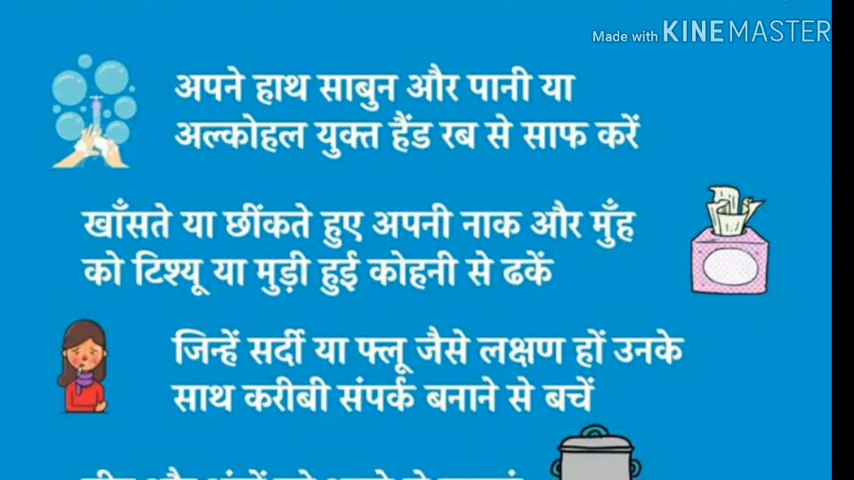 Made with KINEMASTER
अपने हाथ साबुन और पानी या
अल्कोहल युक्त हैंड रब से साफ करें
खाँसते या छींकते हुए अपनी नाक और मुँह
को टिश्यू या मुड़ी हुई कोहनी से ढकें
जिन्हें सर्दी या फ्लू जैसे लक्षण हों उनके
साथ करीबी संपर्क बनाने से बचें